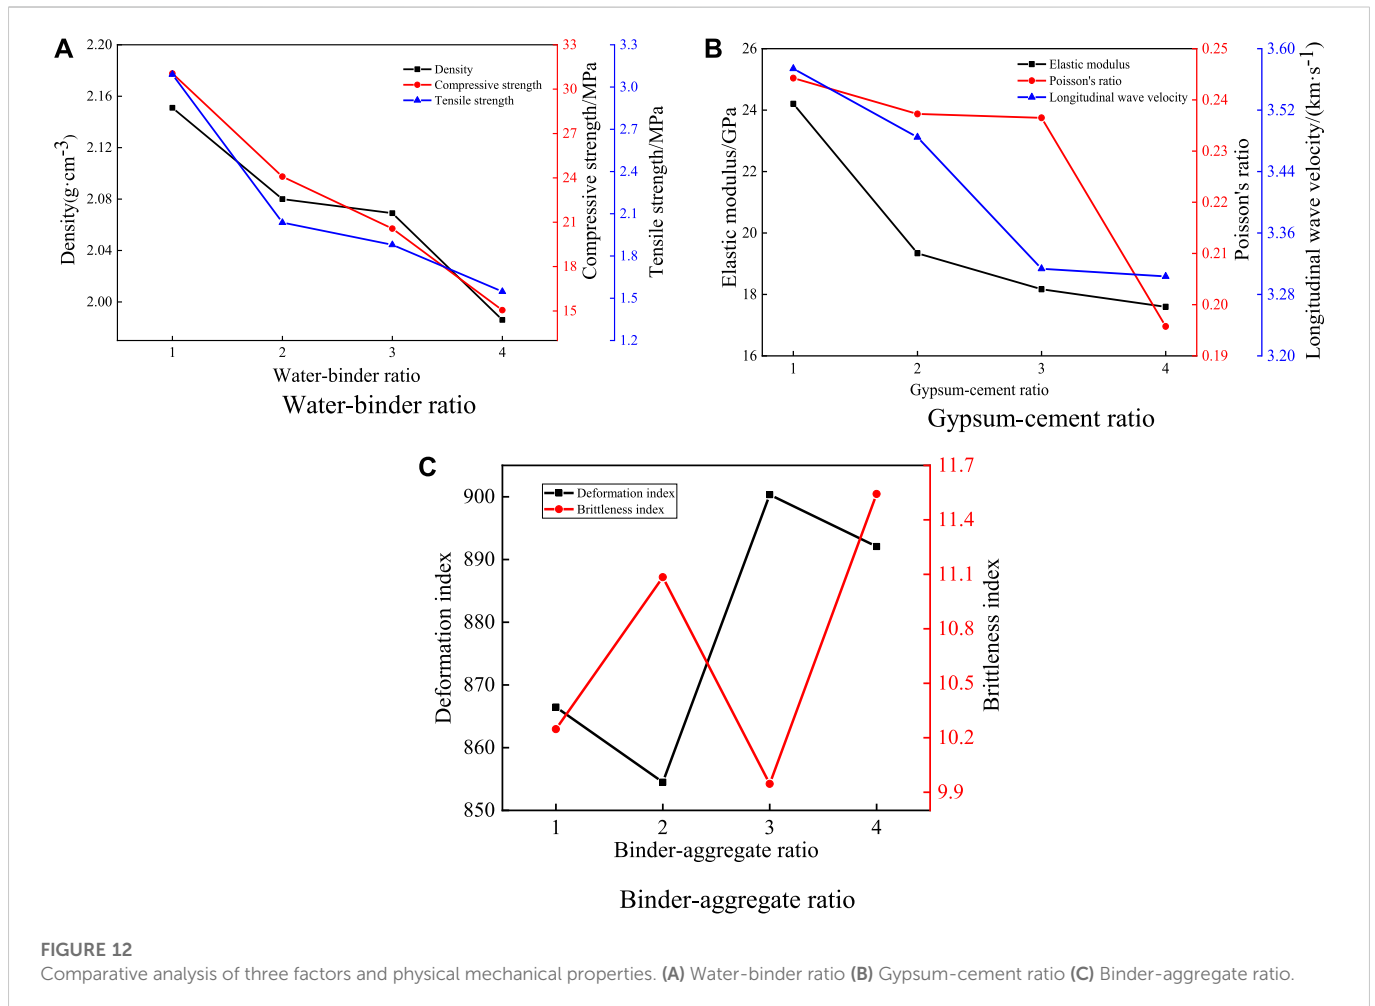 A
2.20
2.16
2.12
2.08
2.04
2.00
Density(g·cm⁻³)
Density
Compressive strength
Tensile strength
33
30
27
24
21
18
15
Compressive strength/MPa
3.3
3.0
2.7
2.4
2.1
1.8
1.5
1.2
Tensile strength/MPa
1 2 3 4
Water-binder ratio
Water-binder ratio
B
26
24
22
20
18
16
Elastic modulus/GPa
Elastic modulus
Poisson's ratio
Longitudinal wave velocity
0.25
0.24
0.23
0.22
0.21
0.20
0.19
Poisson's ratio
3.60
3.52
3.44
3.36
3.28
3.20
Longitudinal wave velocity/(km·s⁻¹)
1 2 3 4
Gypsum-cement ratio
Gypsum-cement ratio
C
900
890
880
870
860
850
Deformation index
Deformation index
Brittleness index
11.7
11.4
11.1
10.8
10.5
10.2
9.9
Brittleness index
1 2 3 4
Binder-aggregate ratio
Binder-aggregate ratio
FIGURE 12
Comparative analysis of three factors and physical mechanical properties. (A) Water-binder ratio (B) Gypsum-cement ratio (C) Binder-aggregate ratio.